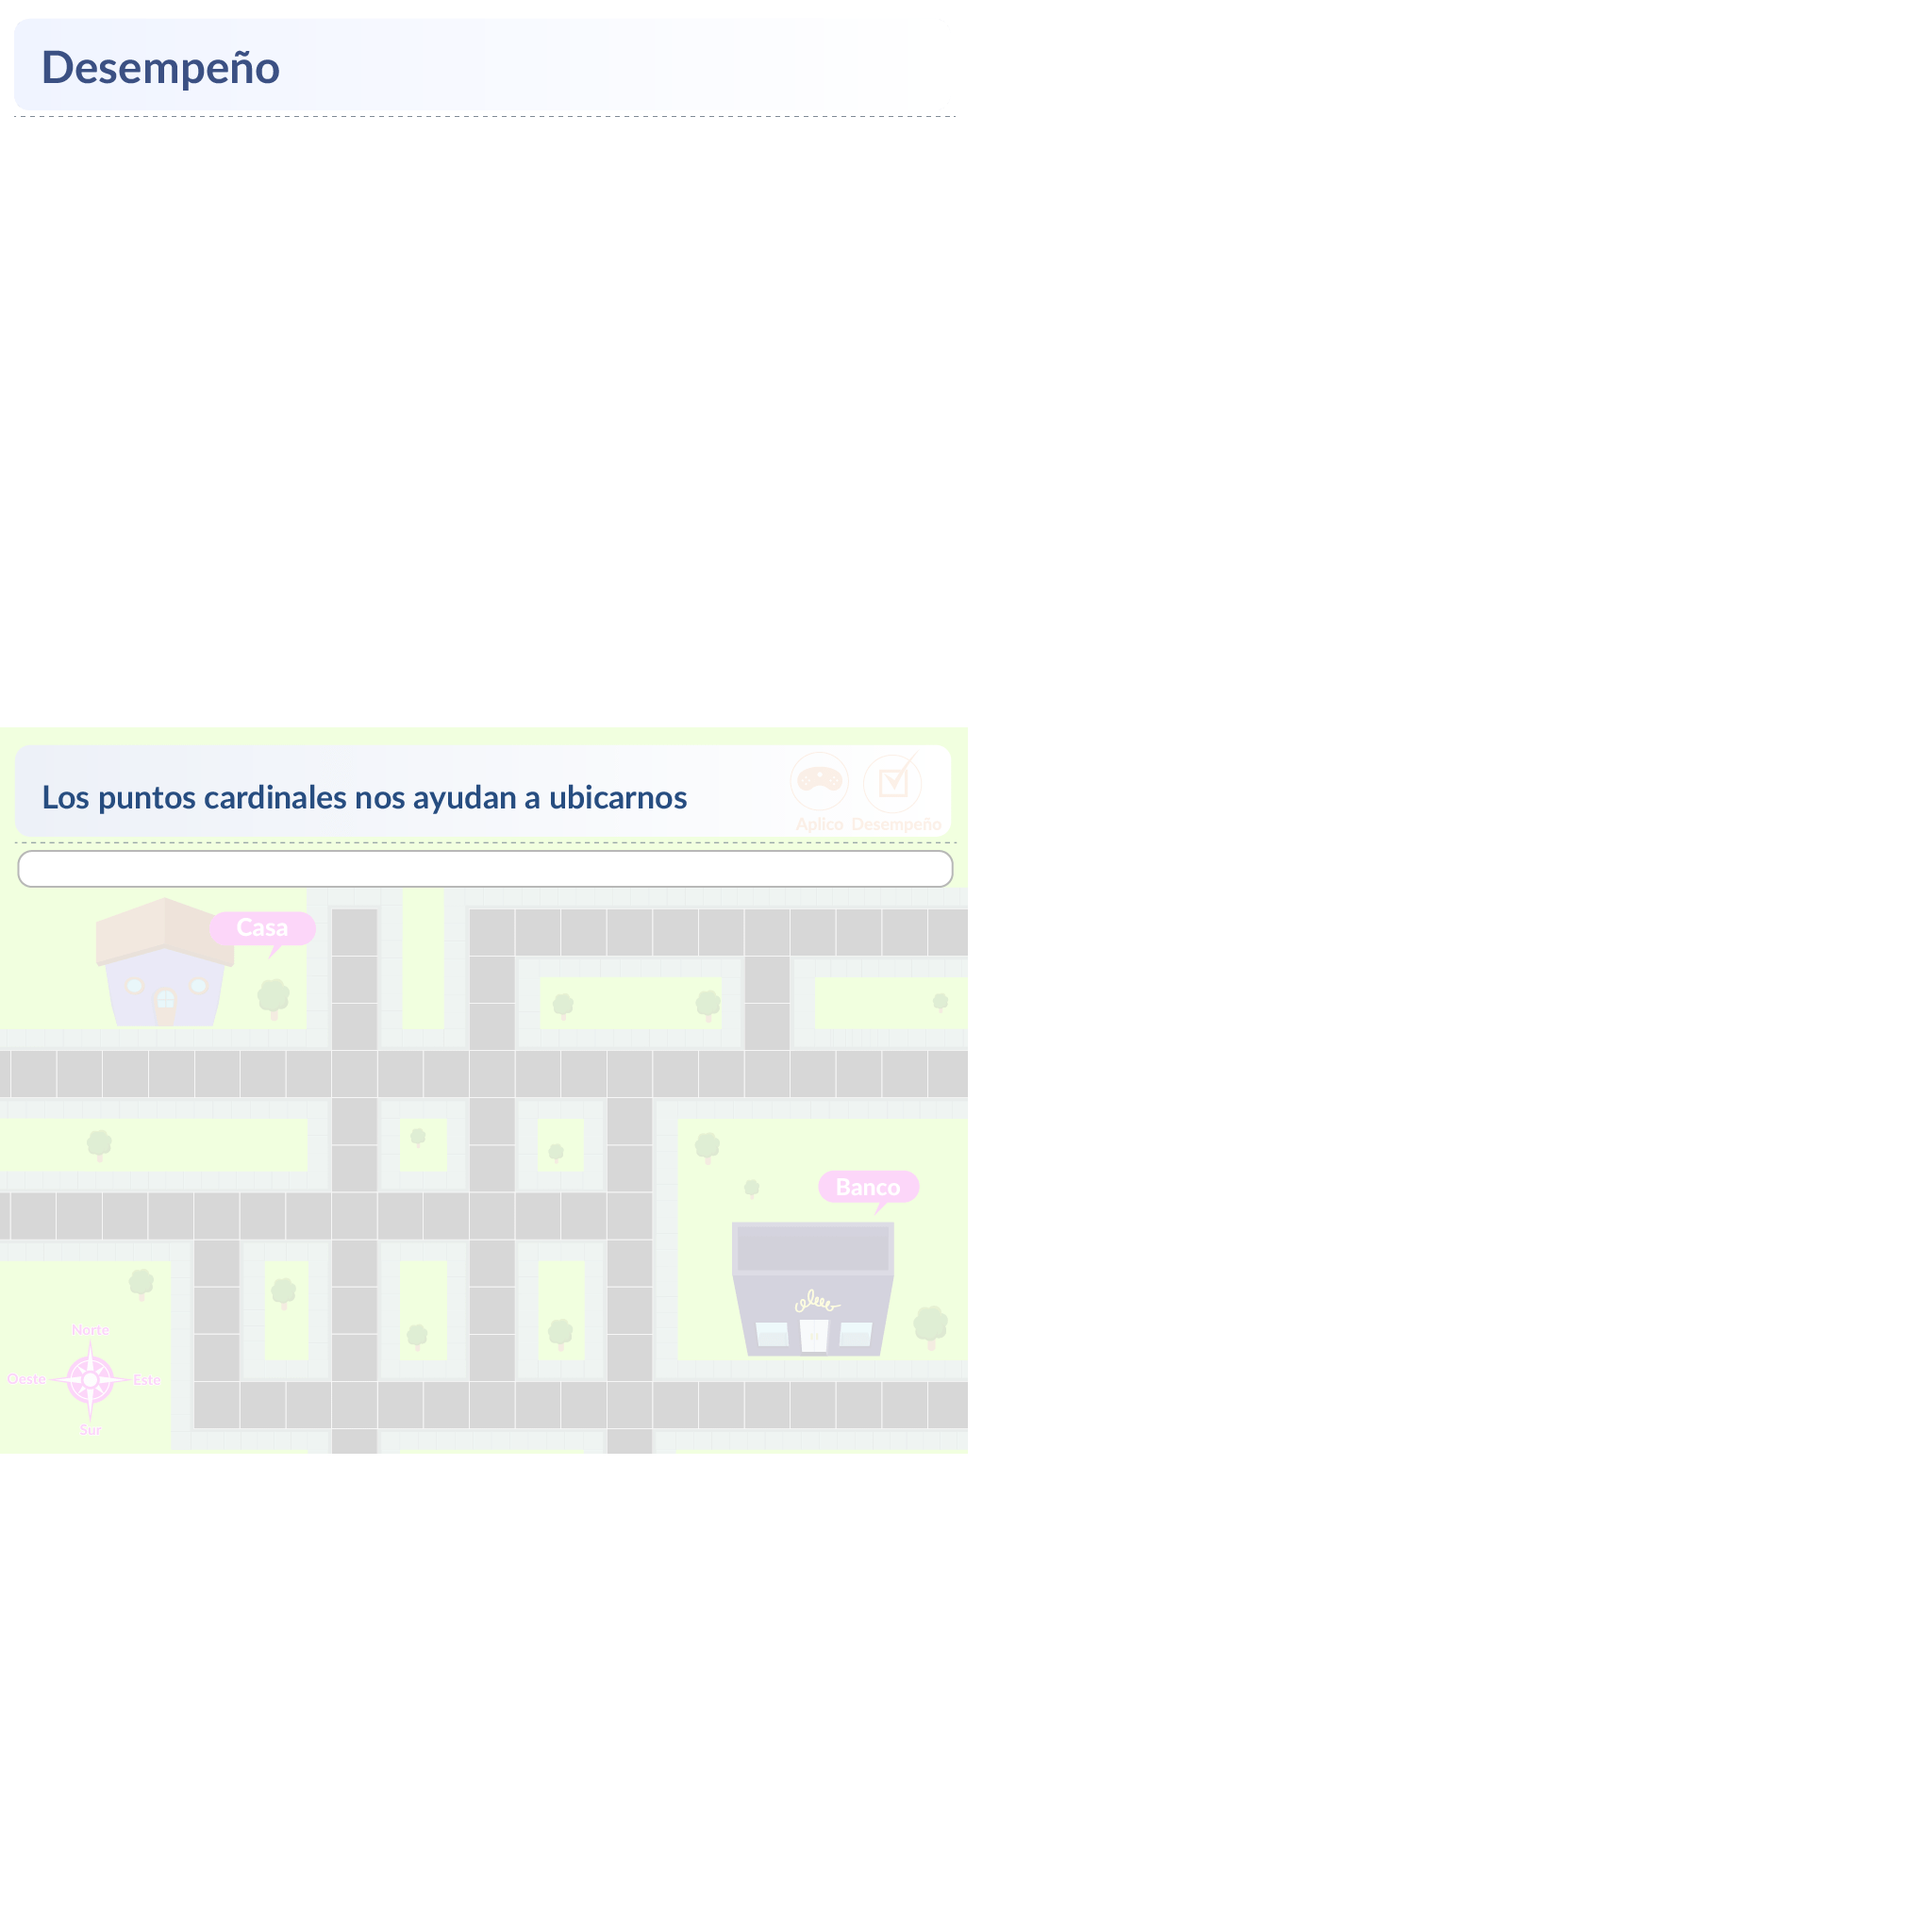 Desempeño
Los puntos cardinales nos ayudan a ubicarnos
Aplico Desempeño
Casa
Banco
Norte
Oeste
Este
Sur